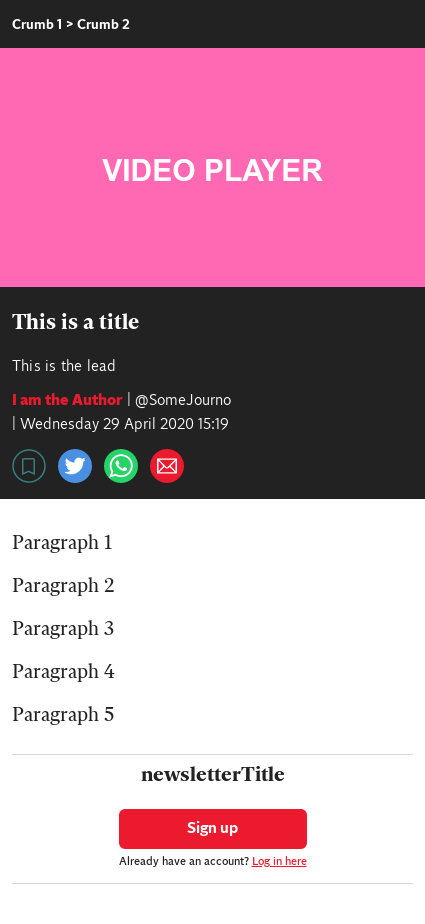 Crumb 1 > Crumb 2
VIDEO PLAYER
This is a title
This is the lead
I am the Author | @SomeJourno
| Wednesday 29 April 2020 15:19
Paragraph 1
Paragraph 2
Paragraph 3
Paragraph 4
Paragraph 5
newsletterTitle
Sign up
Already have an account? Log in here